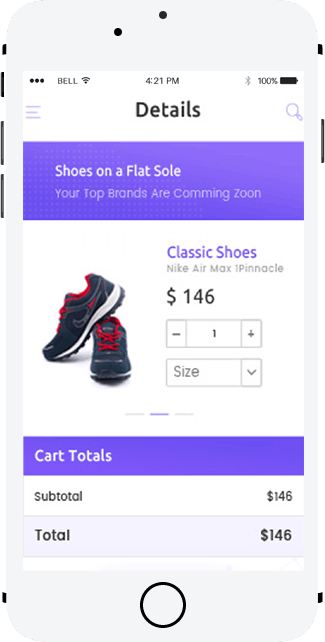 BELL 4:21 PM 100%
Details
Shoes on a Flat Sole
Your Top Brands Are Comming Zoon
Classic Shoes
Nike Air Max 1Pinnacle
$ 146
− 1 +
Size
Cart Totals
Subtotal $146
Total $146